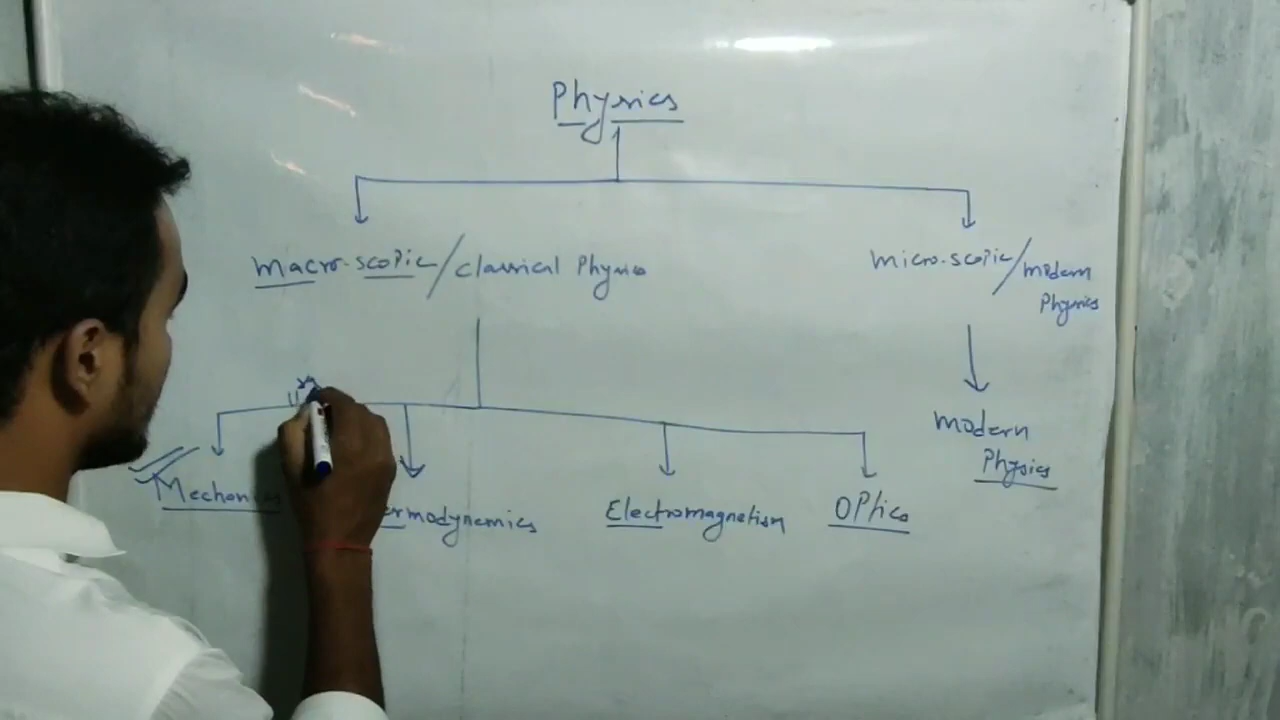 Physics
Macro-scopic/classical Physics
micro-scopic/modern
Physics
modern
Physics
Electromagnetism
Optics